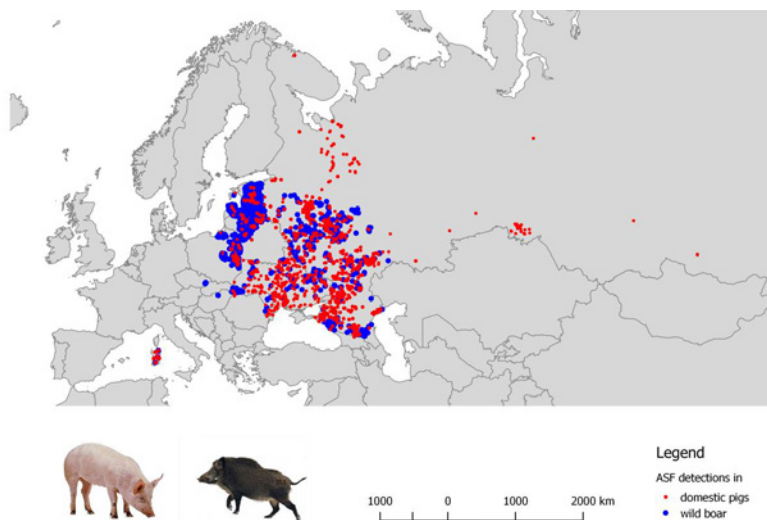 Legend
ASF detections in
domestic pigs
wild boar
1000 0 1000 2000 km